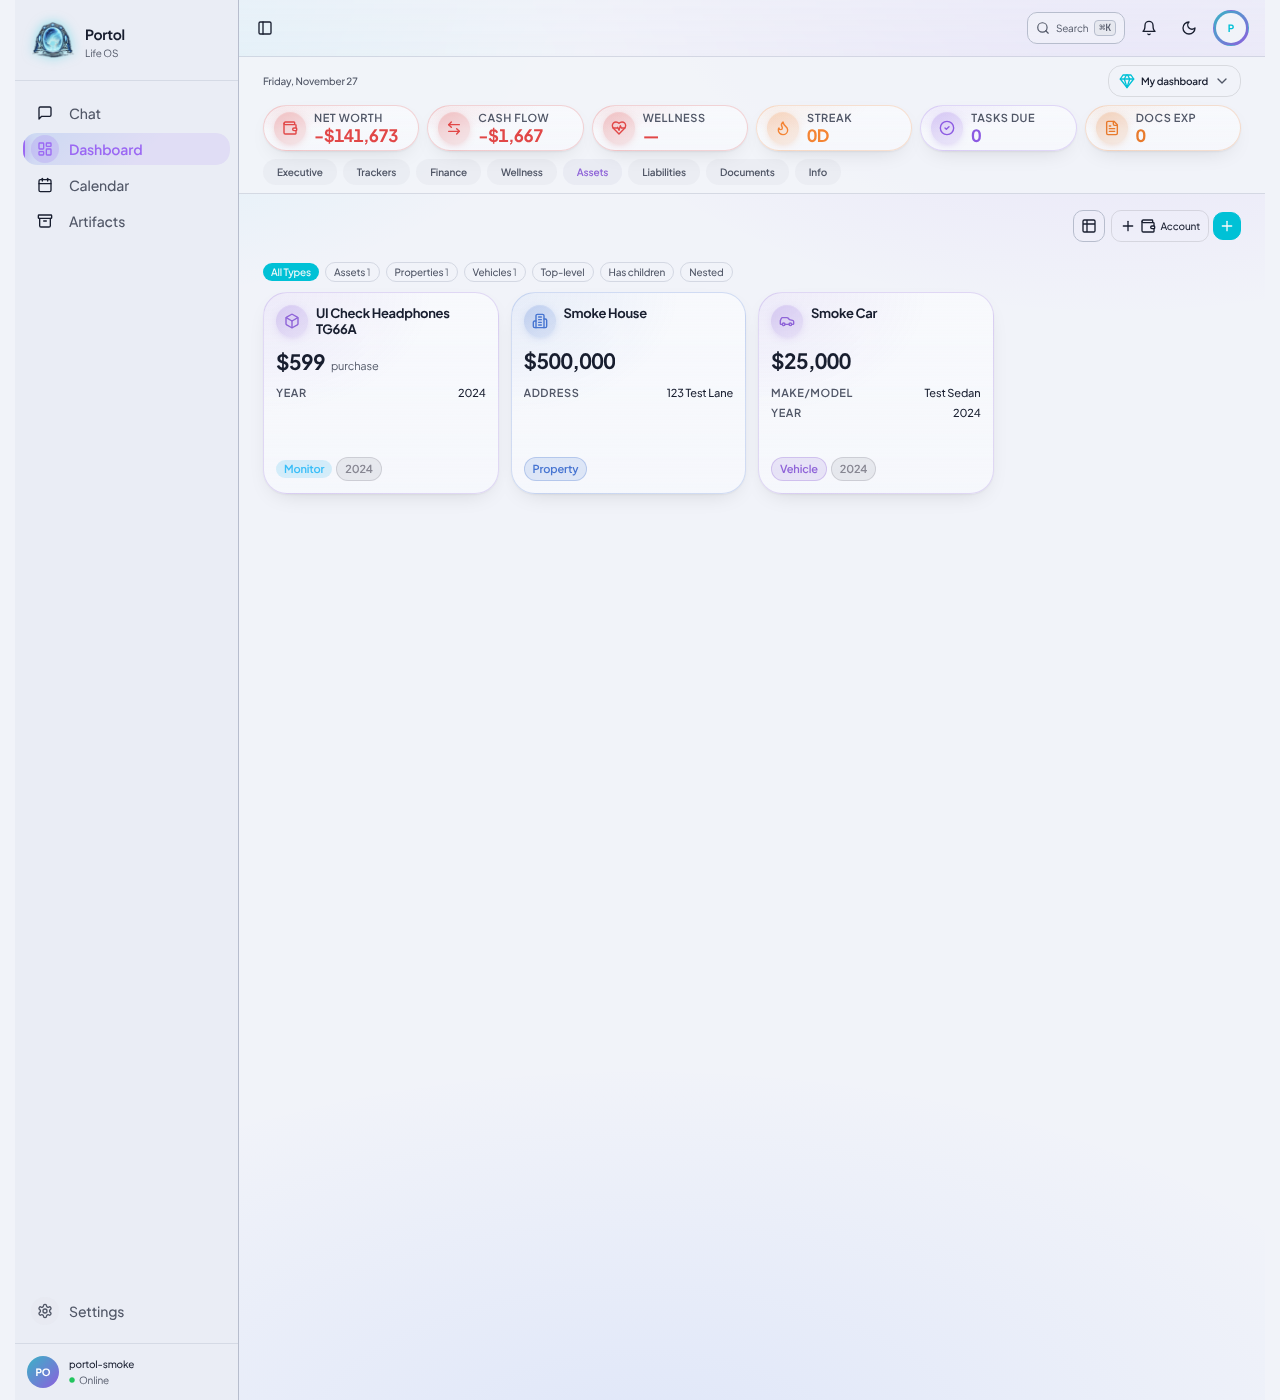 Portol
Life OS
Chat
Dashboard
Calendar
Artifacts
Settings
PO
portol-smoke
Online
Search ⌘K
P
Friday, November 27
My dashboard
NET WORTH
-$141,673
CASH FLOW
-$1,667
WELLNESS
—
STREAK
0D
TASKS DUE
0
DOCS EXP
0
Executive Trackers Finance Wellness Assets Liabilities Documents Info
+ Account +
All Types Assets 1 Properties 1 Vehicles 1 Top-level Has children Nested
UI Check Headphones
TG66A
$599 purchase
YEAR 2024
Monitor 2024
Smoke House
$500,000
ADDRESS 123 Test Lane
Property
Smoke Car
$25,000
MAKE/MODEL Test Sedan
YEAR 2024
Vehicle 2024